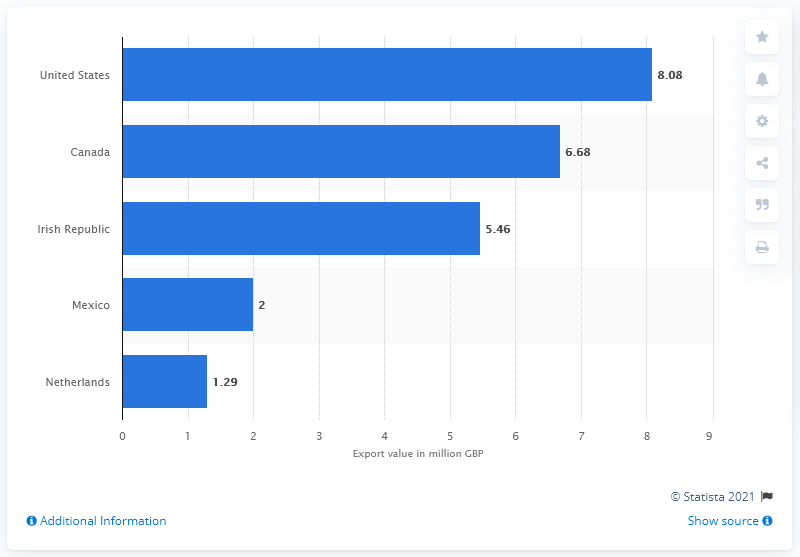 United States 8.08
Canada 6.68
Irish Republic 5.46
Mexico 2
Netherlands 1.29
0 1 2 3 4 5 6 7 8 9
Export value in million GBP
© Statista 2021
Additional Information Show source